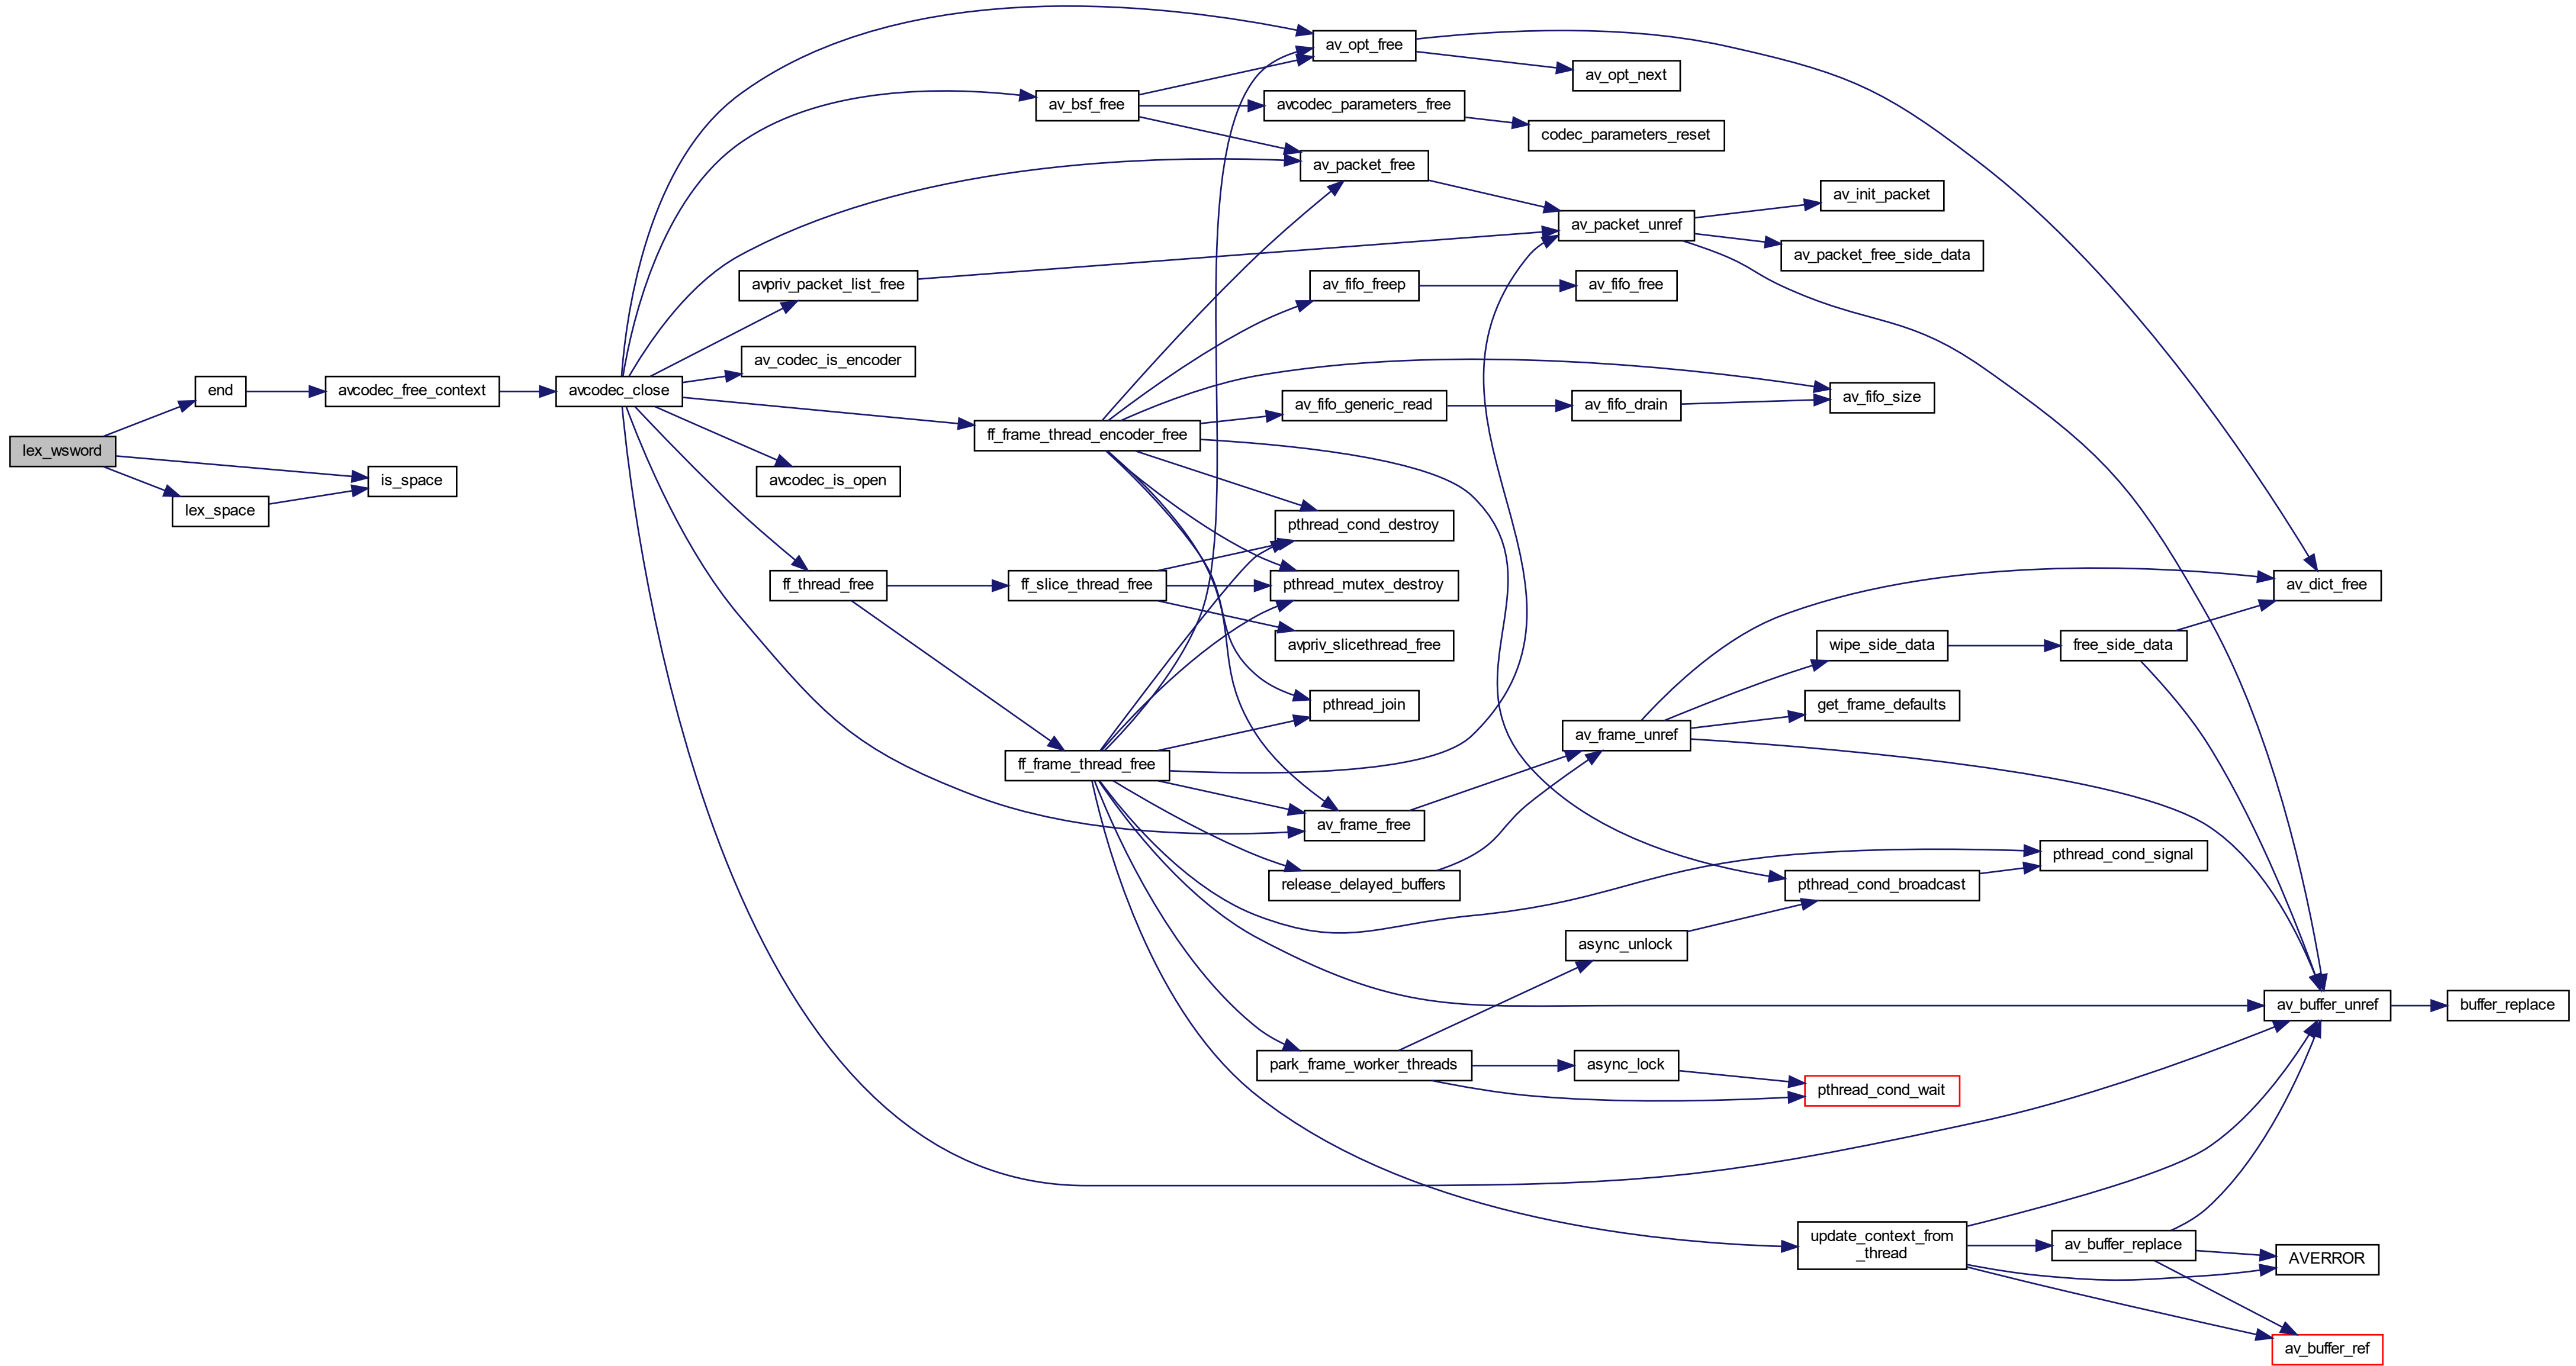 av_opt_free
av_opt_next
av_bsf_free
avcodec_parameters_free
codec_parameters_reset
av_packet_free
av_init_packet
av_packet_unref
av_packet_free_side_data
avpriv_packet_list_free
av_fifo_freep
av_fifo_free
av_codec_is_encoder
end
avcodec_free_context
avcodec_close
av_fifo_size
av_fifo_generic_read
av_fifo_drain
ff_frame_thread_encoder_free
lex_wsword
is_space
avcodec_is_open
lex_space
pthread_cond_destroy
ff_thread_free
ff_slice_thread_free
pthread_mutex_destroy
av_dict_free
avpriv_slicethread_free
wipe_side_data
free_side_data
pthread_join
get_frame_defaults
av_frame_unref
ff_frame_thread_free
av_frame_free
pthread_cond_signal
release_delayed_buffers
pthread_cond_broadcast
async_unlock
av_buffer_unref
buffer_replace
park_frame_worker_threads
async_lock
pthread_cond_wait
update_context_from
_thread
av_buffer_replace
AVERROR
av_buffer_ref